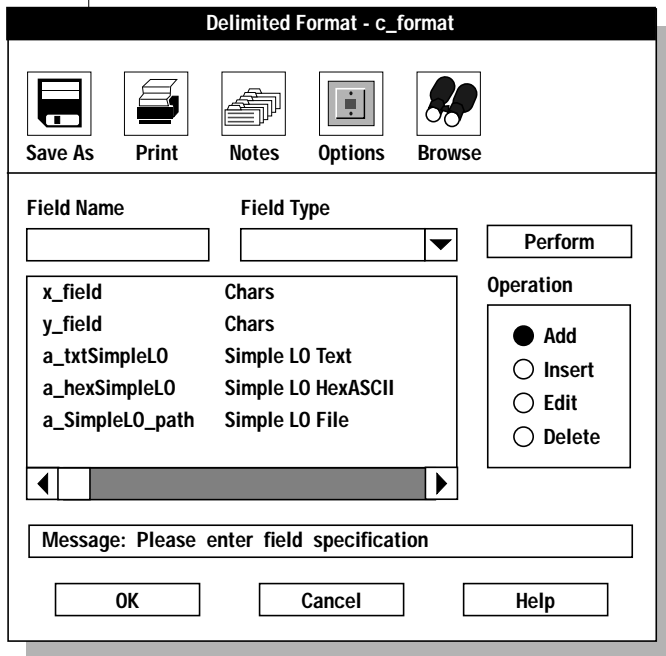 Delimited Format - c_format
Save As Print Notes Options Browse
Field Name Field Type
Perform
x_field Chars
y_field Chars
a_txtSimpleLO Simple LO Text
a_hexSimpleLO Simple LO HexASCII
a_SimpleLO_path Simple LO File
Operation
Add
Insert
Edit
Delete
Message: Please enter field specification
OK Cancel Help